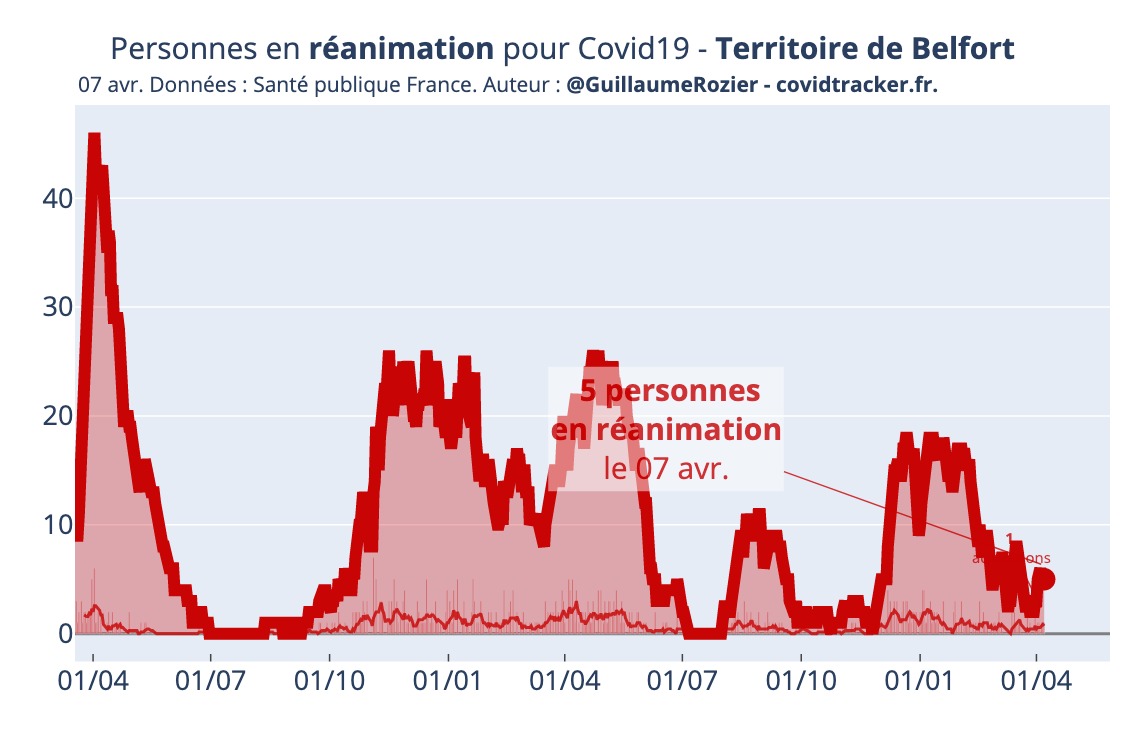 Personnes en réanimation pour Covid19 - Territoire de Belfort
07 avr. Données : Santé publique France. Auteur : @GuillaumeRozier - covidtracker.fr.
40
30
20
10
0
5 personnes
en réanimation
le 07 avr.
1
01/04 01/07 01/10 01/01 01/04 01/07 01/10 01/01 01/04